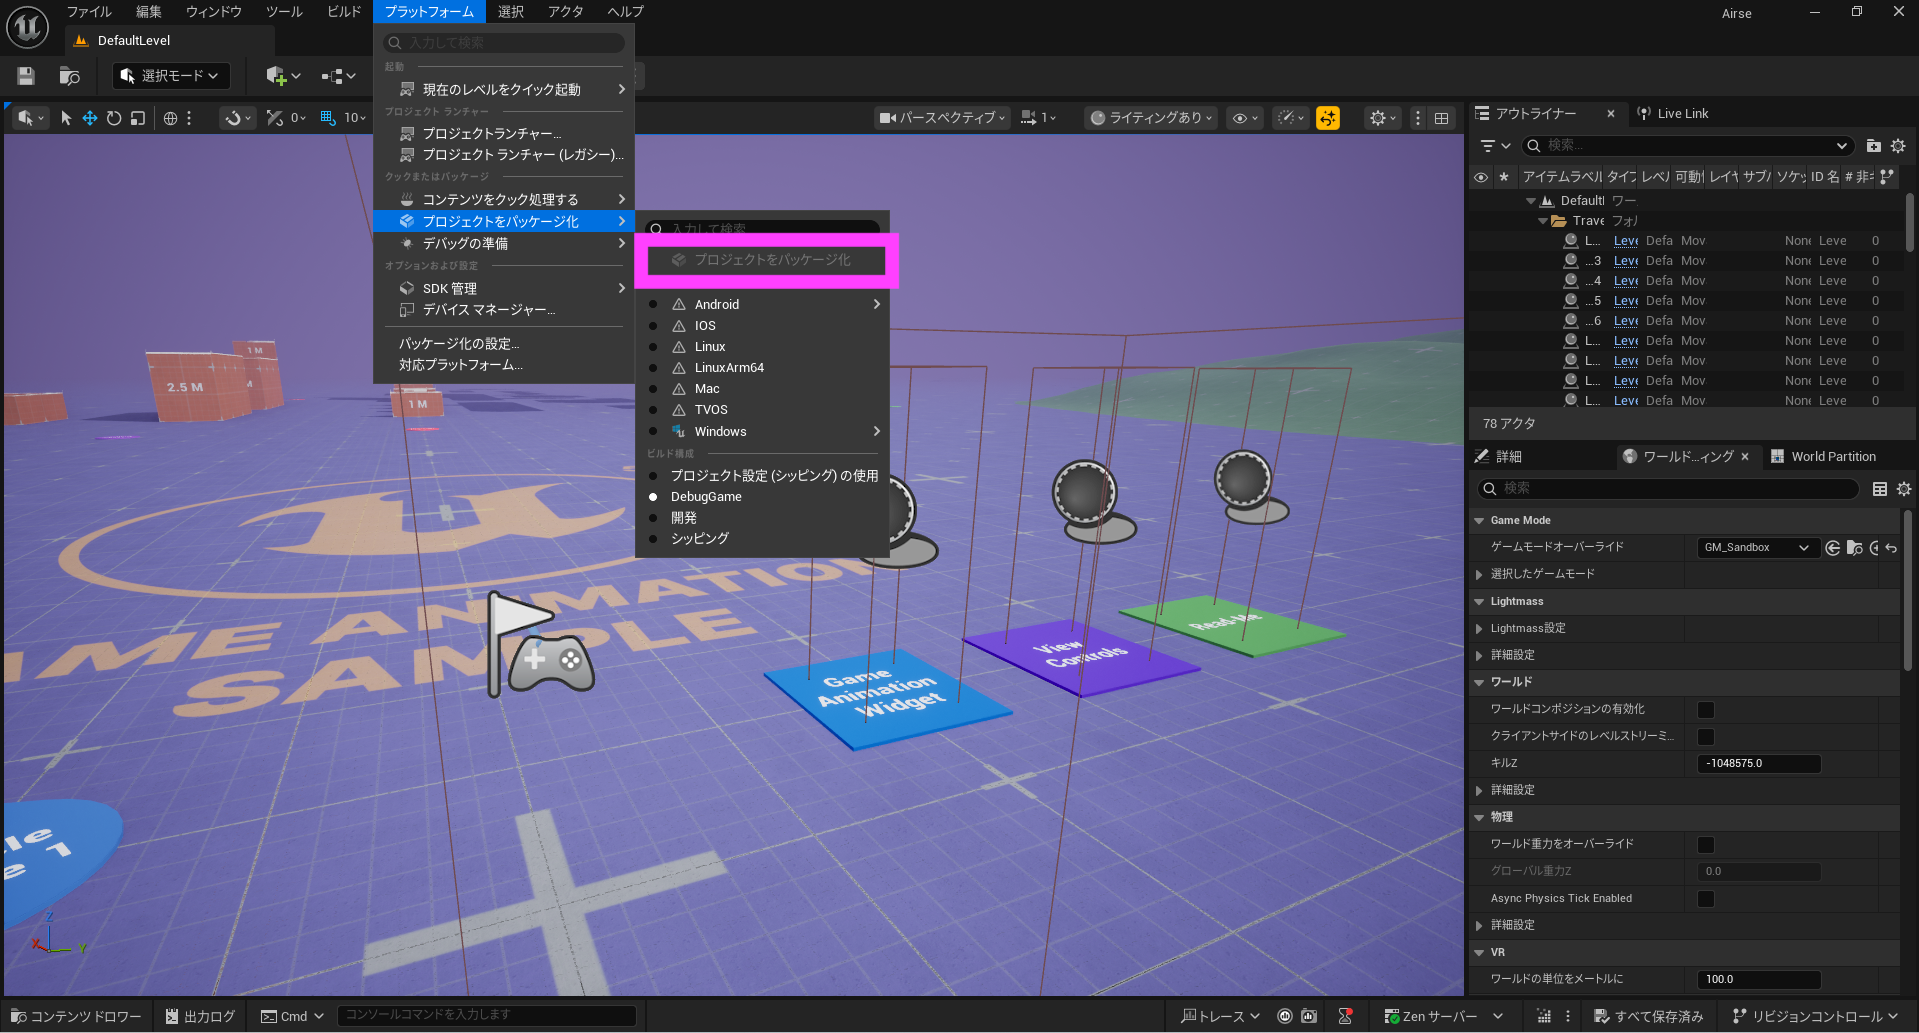 ファイル 編集 ウィンドウ ツール ビルド プラットフォーム 選択 アクタ ヘルプ
Airse
DefaultLevel
選択モード
入力して検索
起動
現在のレベルをクイック起動
プロジェクト ランチャー
プロジェクトランチャー...
プロジェクト ランチャー (レガシー)...
クックまたはパッケージ
コンテンツをクック処理する
プロジェクトをパッケージ化
デバッグの準備
オプションおよび設定
SDK 管理
デバイス マネージャー...
パッケージ化の設定...
対応プラットフォーム...
入力して検索
プロジェクトをパッケージ化
Android
IOS
Linux
LinuxArm64
Mac
TVOS
Windows
ビルド構成
プロジェクト設定 (シッピング) の使用
DebugGame
開発
シッピング
0
10
パースペクティブ
1
ライティングあり
2.5 M
1 M
M
1 M
ME ANIMATION
SAMPLE
Game
Animation
Widget
View
Controls
Read-Me
Z
X
Y
アウトライナー
Live Link
検索...
アイテムラベル タイプ レベル 可動性 レイヤ サブパ ソケッ ID 名 # 非キ
Defaultl ワー
Trave フォル
L... Leve Defa Mov None Leve 0
...3 Leve Defa Mov None Leve 0
...4 Leve Defa Mov None Leve 0
...5 Leve Defa Mov None Leve 0
...6 Leve Defa Mov None Leve 0
L... Leve Defa Mov None Leve 0
L... Leve Defa Mov None Leve 0
L... Leve Defa Mov None Leve 0
L... Leve Defa Mov None Leve 0
78 アクタ
詳細
ワールド...ィング
World Partition
検索
Game Mode
ゲームモードオーバーライド
GM_Sandbox
選択したゲームモード
Lightmass
Lightmass設定
詳細設定
ワールド
ワールドコンポジションの有効化
クライアントサイドのレベルストリーミ...
キルZ
-1048575.0
詳細設定
物理
ワールド重力をオーバーライド
グローバル重力Z
0.0
Async Physics Tick Enabled
詳細設定
VR
ワールドの単位をメートルに
100.0
コンテンツ ドロワー
出力ログ
Cmd
コンソールコマンドを入力します
トレース
Zen サーバー
すべて保存済み
リビジョンコントロール